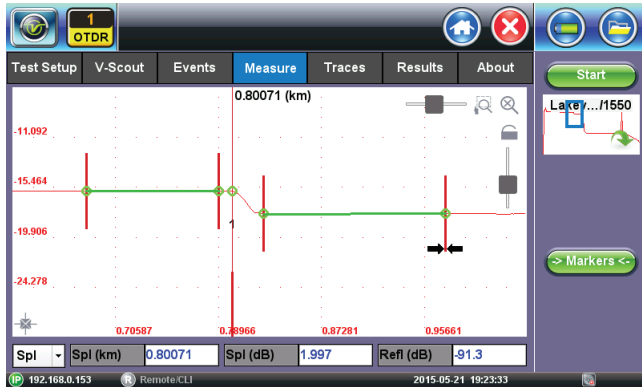 1
OTDR
Test Setup V-Scout Events Measure Traces Results About
Start
0.80071 (km)
Lakey.../1550
-11.092
-15.464
-19.906
1
-24.278
-> Markers <-
0.70587 0.78966 0.87281 0.95661
Spl Spl (km) 0.80071 Spl (dB) 1.997 Refl (dB) -91.3
IP 192.168.0.153 R Remote/CLI 2015-05-21 19:23:33